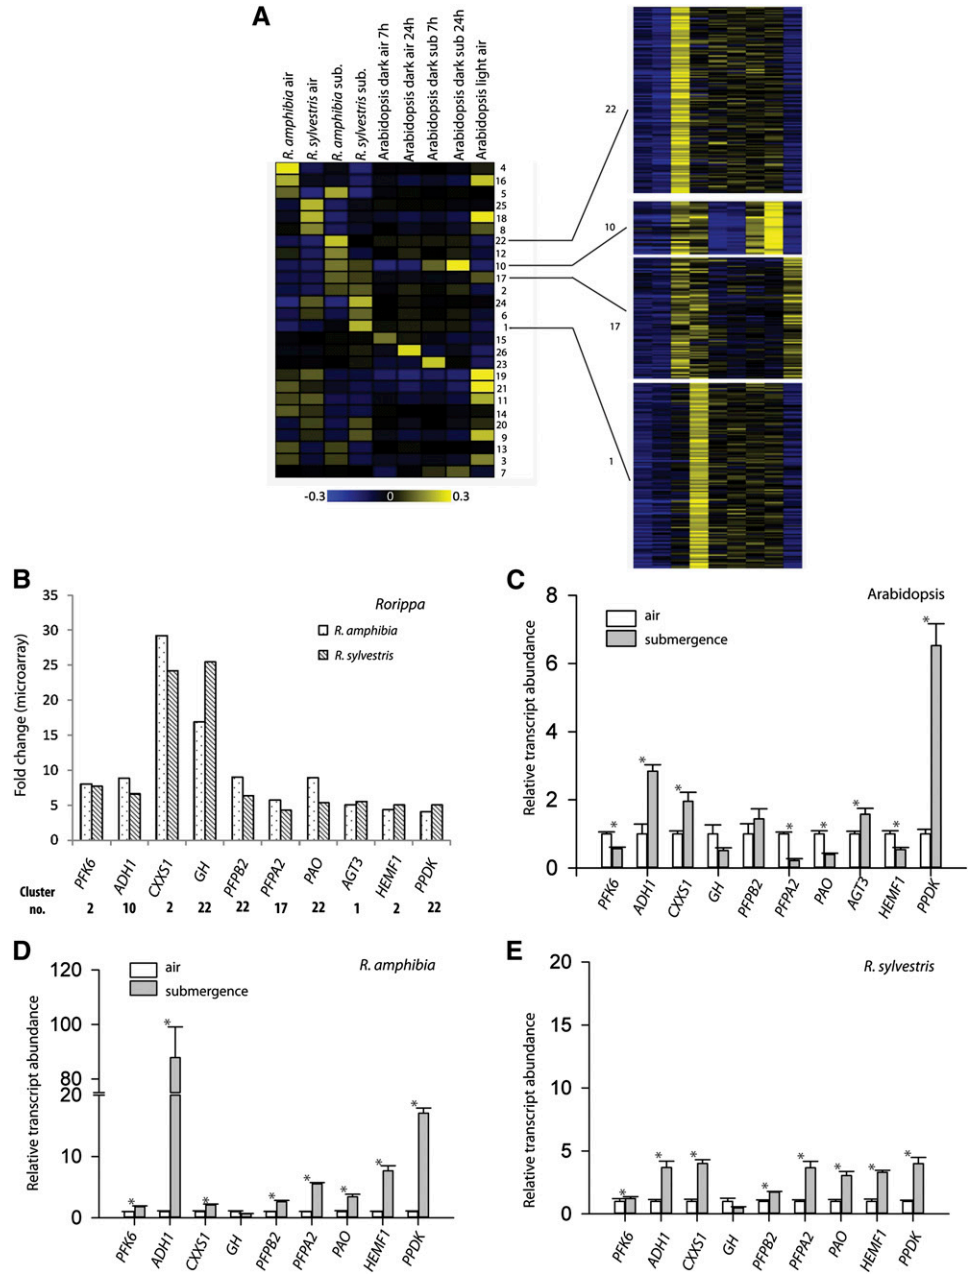 A
R. amphibia air
R. sylvestris air
R. amphibia sub.
R. sylvestris sub.
Arabidopsis dark air 7h
Arabidopsis dark air 24h
Arabidopsis dark sub 7h
Arabidopsis dark sub 24h
Arabidopsis light air
4
16
5
25
18
8
22
12
10
17
2
24
6
1
15
26
23
19
21
11
14
20
9
13
3
7
-0.3 0 0.3
22
10
17
1
B
Rorippa
R. amphibia
R. sylvestris
Fold change (microarray)
35
30
25
20
15
10
5
0
PFK6 ADH1 CXXS1 GH PFPB2 PFPA2 PAO AGT3 HEMF1 PPDK
Cluster
no. 2 10 2 22 22 17 22 1 2 22
C
Arabidopsis
air
submergence
Relative transcript abundance
8
6
4
2
0
* * * * * * * *
PFK6 ADH1 CXXS1 GH PFPB2 PFPA2 PAO AGT3 HEMF1 PPDK
D
R. amphibia
air
submergence
Relative transcript abundance
120
100
80
20
10
0
* * * * * * * *
PFK6 ADH1 CXXS1 GH PFPB2 PFPA2 PAO HEMF1 PPDK
E
R. sylvestris
Relative transcript abundance
20
15
10
5
0
* * * * * * * *
PFK6 ADH1 CXXS1 GH PFPB2 PFPA2 PAO HEMF1 PPDK